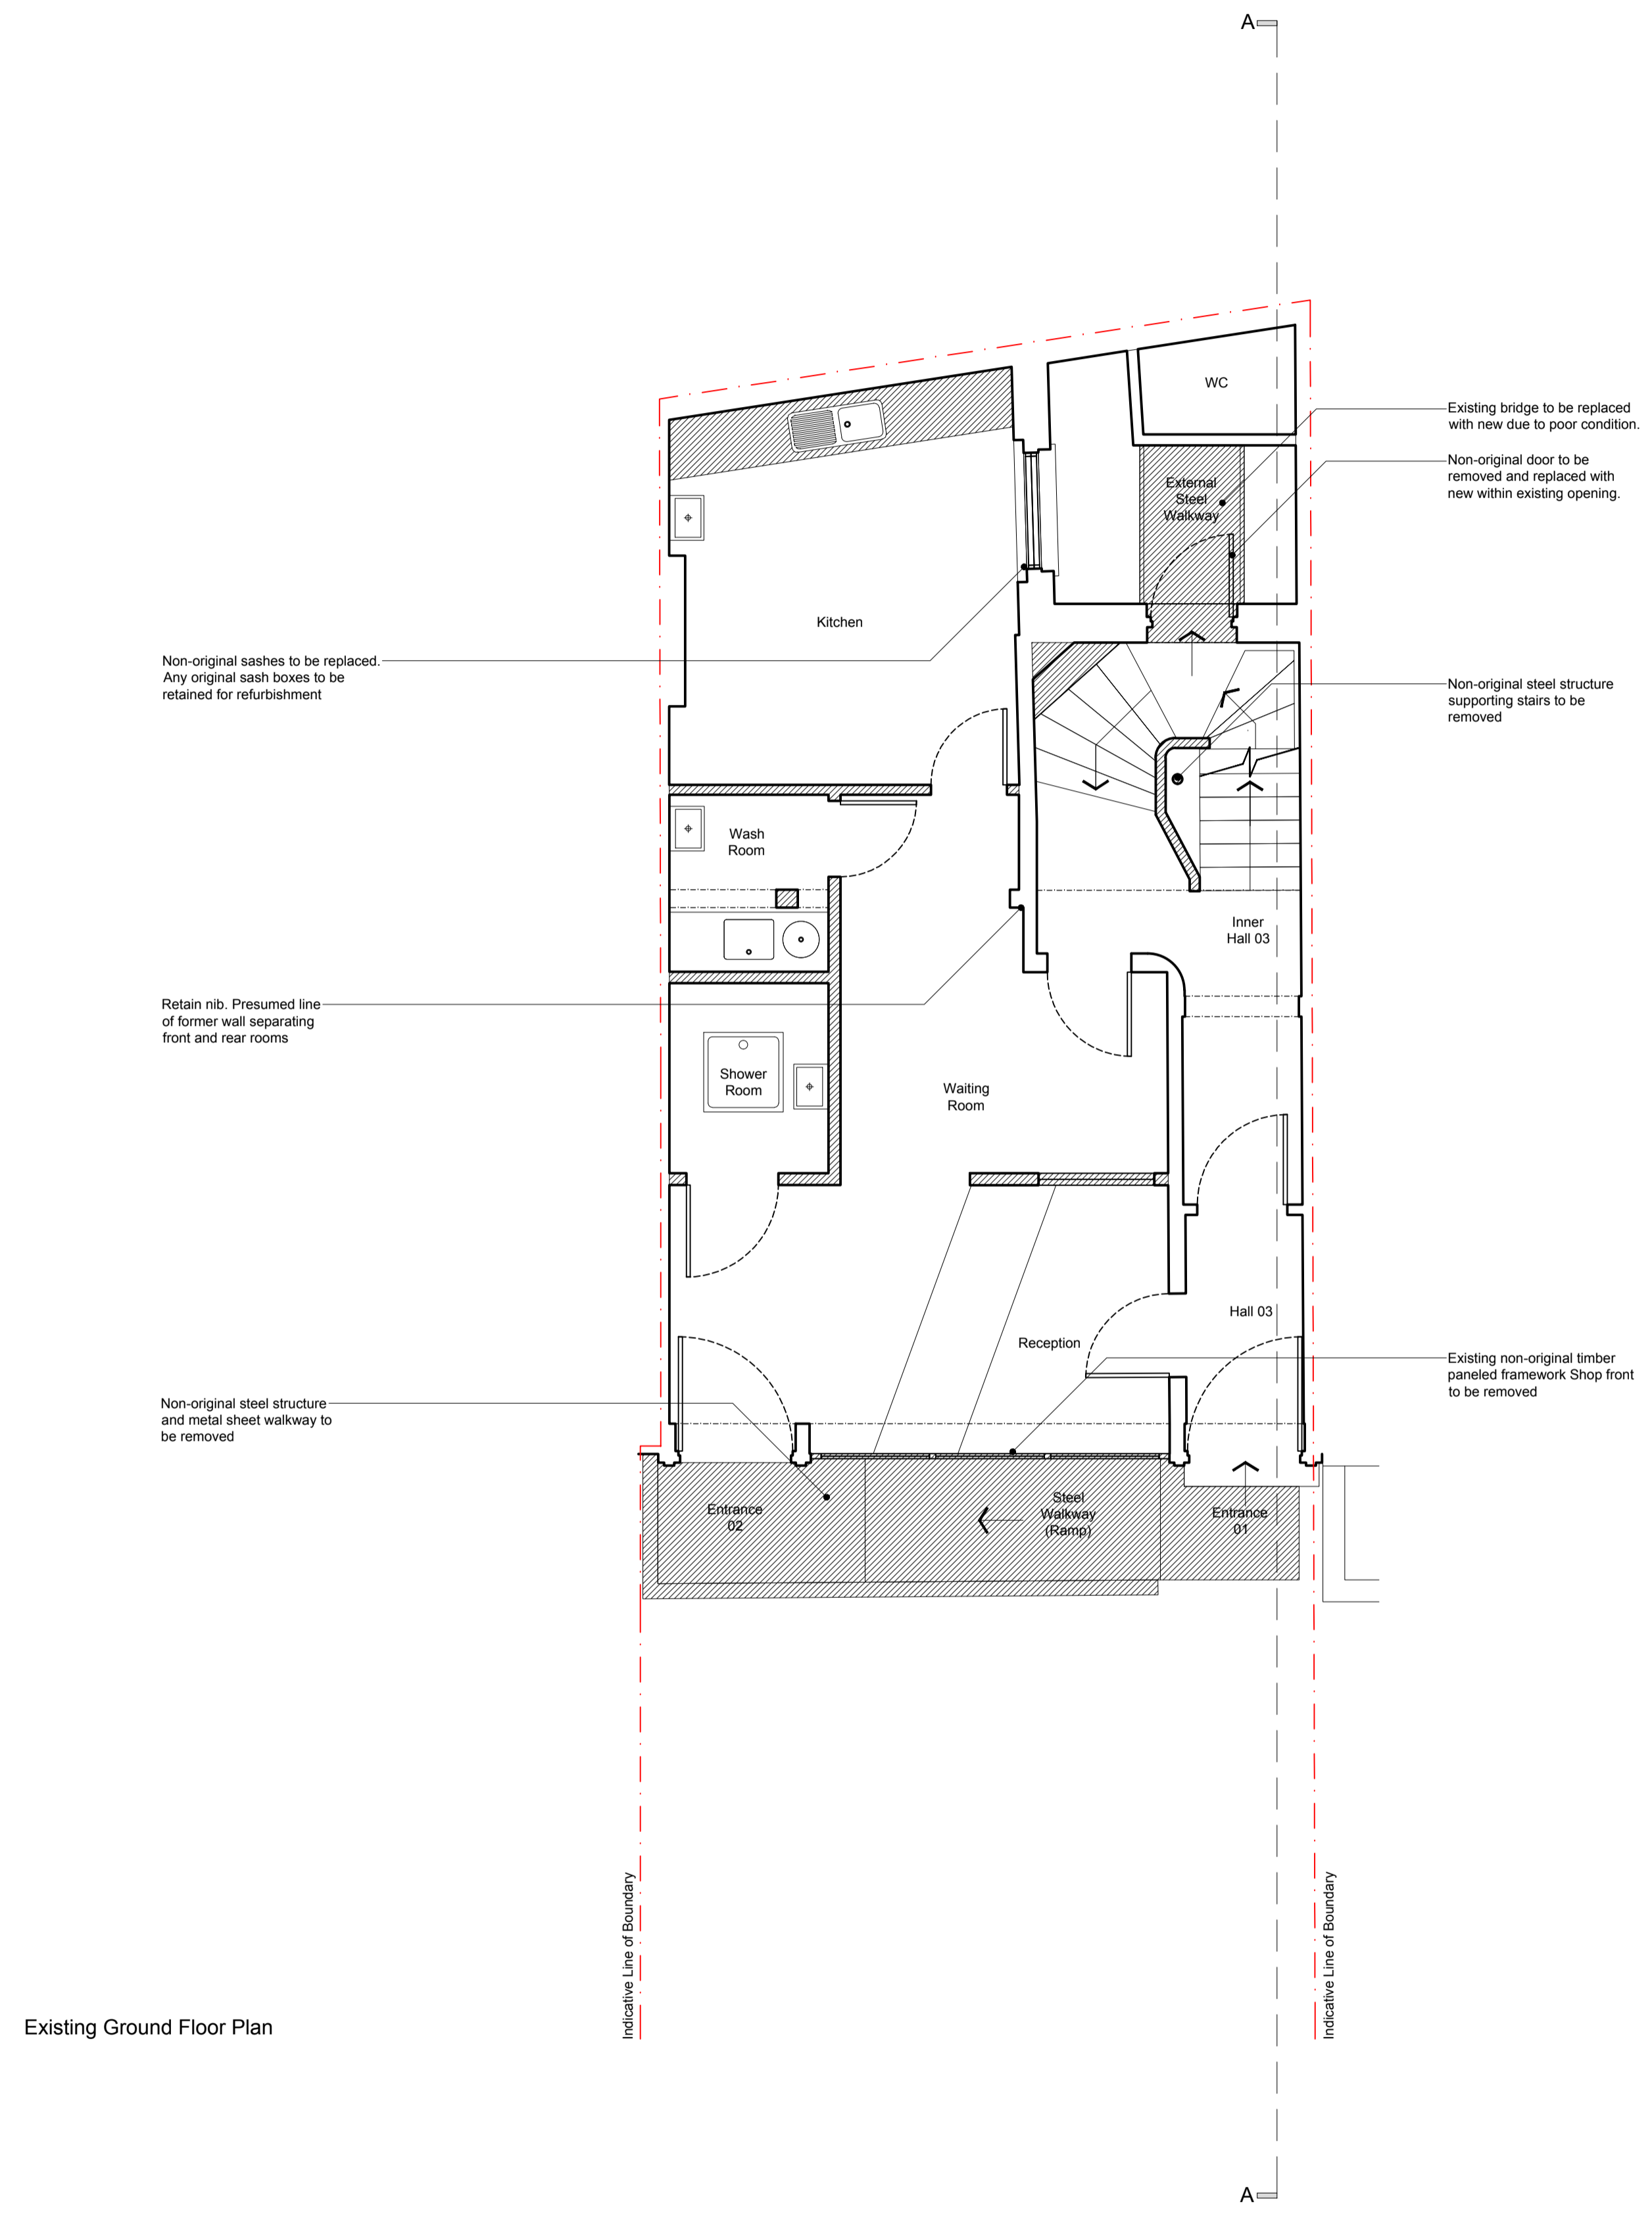 A
WC
Existing bridge to be replaced
with new due to poor condition.
Non-original door to be
removed and replaced with
new within existing opening.
External
Steel
Walkway
Kitchen
Non-original sashes to be replaced.
Any original sash boxes to be
retained for refurbishment
Non-original steel structure
supporting stairs to be
removed
Wash
Room
Inner
Hall 03
Retain nib. Presumed line
of former wall separating
front and rear rooms
Shower
Room
Waiting
Room
Hall 03
Reception
Existing non-original timber
paneled framework Shop front
to be removed
Non-original steel structure
and metal sheet walkway to
be removed
Entrance
02
Steel
Walkway
(Ramp)
Entrance
01
Indicative Line of Boundary
Indicative Line of Boundary
Existing Ground Floor Plan
A